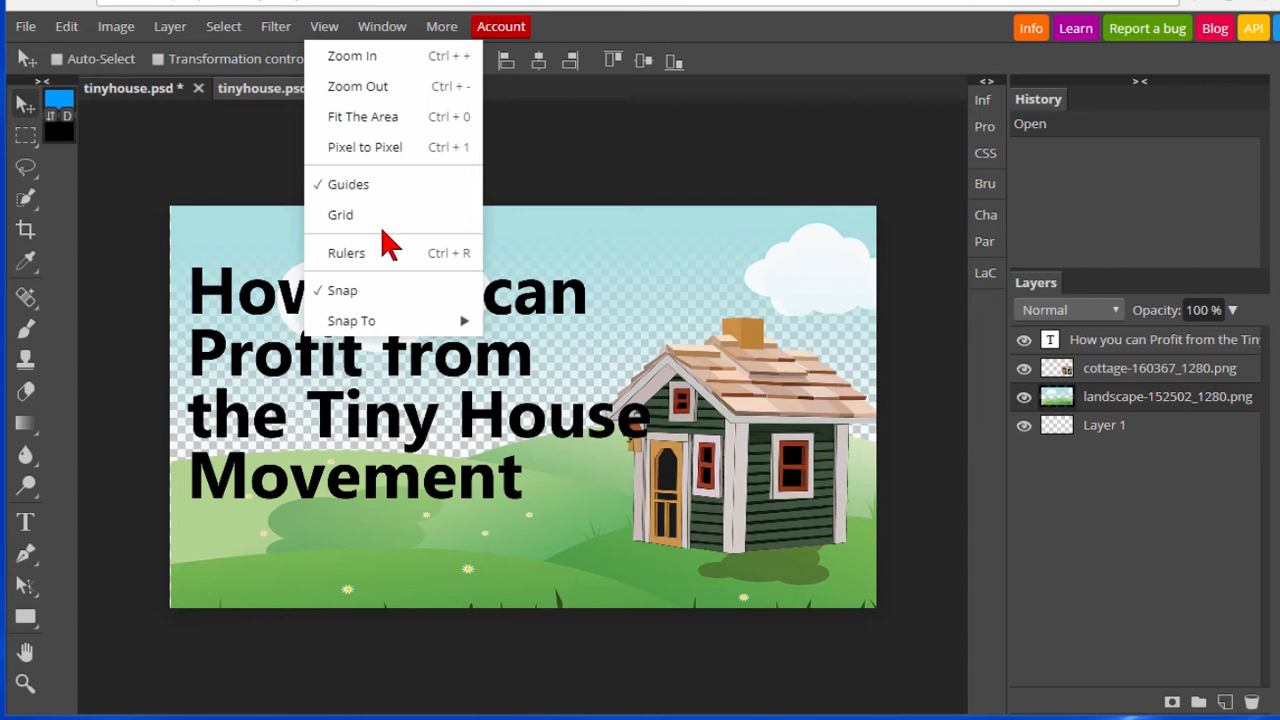 File Edit Image Layer Select Filter View Window More Account
Info Learn Report a bug Blog API
Auto-Select Transformation contro
tinyhouse.psd * tinyhouse.psd
D
Zoom In Ctrl + +
Zoom Out Ctrl + -
Fit The Area Ctrl + 0
Pixel to Pixel Ctrl + 1
Guides
Grid
Rulers Ctrl + R
Snap
Snap To
How can
Profit from
the Tiny House
Movement
Inf
Pro
CSS
Bru
Cha
Par
LaC
History
Open
Layers
Normal Opacity: 100 %
T How you can Profit from the Tin
cottage-160367_1280.png
landscape-152502_1280.png
Layer 1